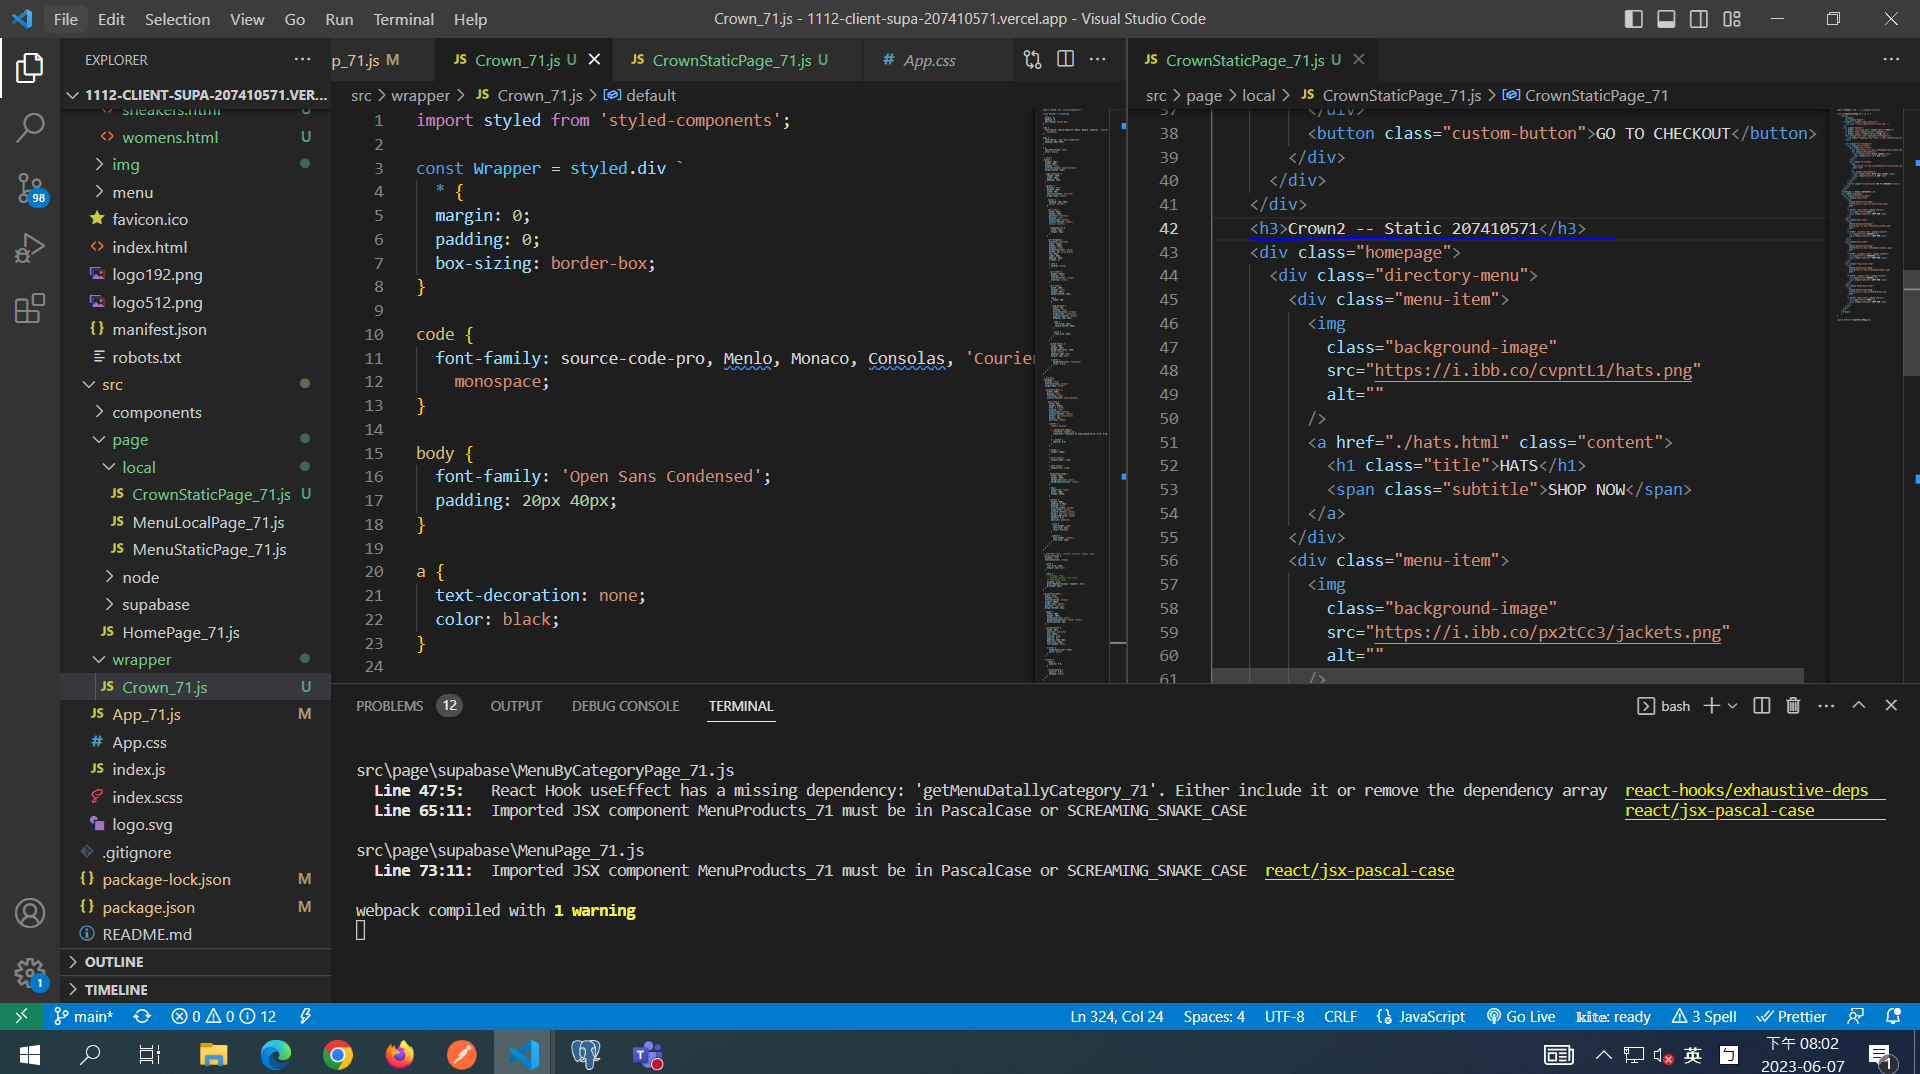 File Edit Selection View Go Run Terminal Help
Crown_71.js - 1112-client-supa-207410571.vercel.app - Visual Studio Code
EXPLORER
1112-CLIENT-SUPA-207410571.VER...
sneakers.html U
womens.html U
img
menu
favicon.ico
index.html
logo192.png
logo512.png
manifest.json
robots.txt
src
components
page
local
CrownStaticPage_71.js U
MenuLocalPage_71.js
MenuStaticPage_71.js
node
supabase
HomePage_71.js
wrapper
Crown_71.js U
App_71.js M
App.css
index.js
index.scss
logo.svg
.gitignore
package-lock.json M
package.json M
README.md
OUTLINE
TIMELINE
98
1
p_71.js M
JS Crown_71.js U
JS CrownStaticPage_71.js U
# App.css
src > wrapper > JS Crown_71.js > default
1 import styled from 'styled-components';
2
3 const Wrapper = styled.div `
4 * {
5 margin: 0;
6 padding: 0;
7 box-sizing: border-box;
8 }
9
10 code {
11 font-family: source-code-pro, Menlo, Monaco, Consolas, 'Courier
12 monospace;
13 }
14
15 body {
16 font-family: 'Open Sans Condensed';
17 padding: 20px 40px;
18 }
19
20 a {
21 text-decoration: none;
22 color: black;
23 }
24
JS CrownStaticPage_71.js U
src > page > local > JS CrownStaticPage_71.js > CrownStaticPage_71
37 </div>
38 <button class="custom-button">GO TO CHECKOUT</button>
39 </div>
40 </div>
41 </div>
42 <h3>Crown2 -- Static 207410571</h3>
43 <div class="homepage">
44 <div class="directory-menu">
45 <div class="menu-item">
46 <img
47 class="background-image"
48 src="https://i.ibb.co/cvpntL1/hats.png"
49 alt=""
50 />
51 <a href="./hats.html" class="content">
52 <h1 class="title">HATS</h1>
53 <span class="subtitle">SHOP NOW</span>
54 </a>
55 </div>
56 <div class="menu-item">
57 <img
58 class="background-image"
59 src="https://i.ibb.co/px2tCc3/jackets.png"
60 alt=""
61 />
PROBLEMS 12 OUTPUT DEBUG CONSOLE TERMINAL
bash
src\page\supabase\MenuByCategoryPage_71.js
Line 47:5: React Hook useEffect has a missing dependency: 'getMenuDatallyCategory_71'. Either include it or remove the dependency array react-hooks/exhaustive-deps
Line 65:11: Imported JSX component MenuProducts_71 must be in PascalCase or SCREAMING_SNAKE_CASE react/jsx-pascal-case
src\page\supabase\MenuPage_71.js
Line 73:11: Imported JSX component MenuProducts_71 must be in PascalCase or SCREAMING_SNAKE_CASE react/jsx-pascal-case
webpack compiled with 1 warning
main* 0 0 12
Ln 324, Col 24 Spaces: 4 UTF-8 CRLF JavaScript Go Live kite: ready 3 Spell Prettier
英
下午 08:02
2023-06-07
1